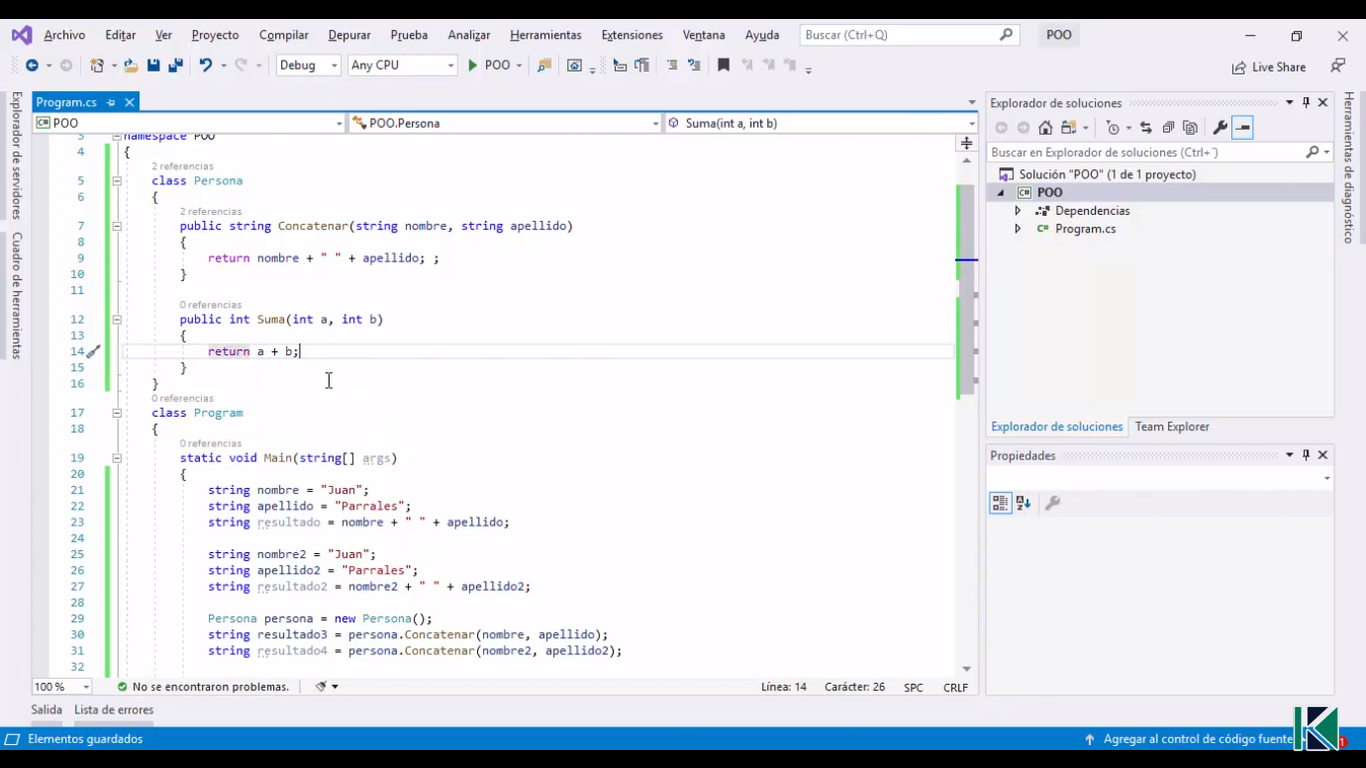 Archivo Editar Ver Proyecto Compilar Depurar Prueba Analizar Herramientas Extensiones Ventana Ayuda Buscar (Ctrl+Q) POO
Debug Any CPU POO Live Share
Explorador de servidores
Cuadro de herramientas
Program.cs
POO POO.Persona Suma(int a, int b)
3 namespace POO
4 {
2 referencias
5 class Persona
6 {
2 referencias
7 public string Concatenar(string nombre, string apellido)
8 {
9 return nombre + " " + apellido; ;
10 }
11
0 referencias
12 public int Suma(int a, int b)
13 {
14 return a + b;
15 }
16 }
0 referencias
17 class Program
18 {
0 referencias
19 static void Main(string[] args)
20 {
21 string nombre = "Juan";
22 string apellido = "Parrales";
23 string resultado = nombre + " " + apellido;
24
25 string nombre2 = "Juan";
26 string apellido2 = "Parrales";
27 string resultado2 = nombre2 + " " + apellido2;
28
29 Persona persona = new Persona();
30 string resultado3 = persona.Concatenar(nombre, apellido);
31 string resultado4 = persona.Concatenar(nombre2, apellido2);
32
100 % No se encontraron problemas. Línea: 14 Carácter: 26 SPC CRLF
Salida Lista de errores
Elementos guardados
Explorador de soluciones
Buscar en Explorador de soluciones (Ctrl+`)
Solución "POO" (1 de 1 proyecto)
POO
Dependencias
Program.cs
Explorador de soluciones Team Explorer
Propiedades
Herramientas de diagnóstico
Agregar al control de código fuente
1